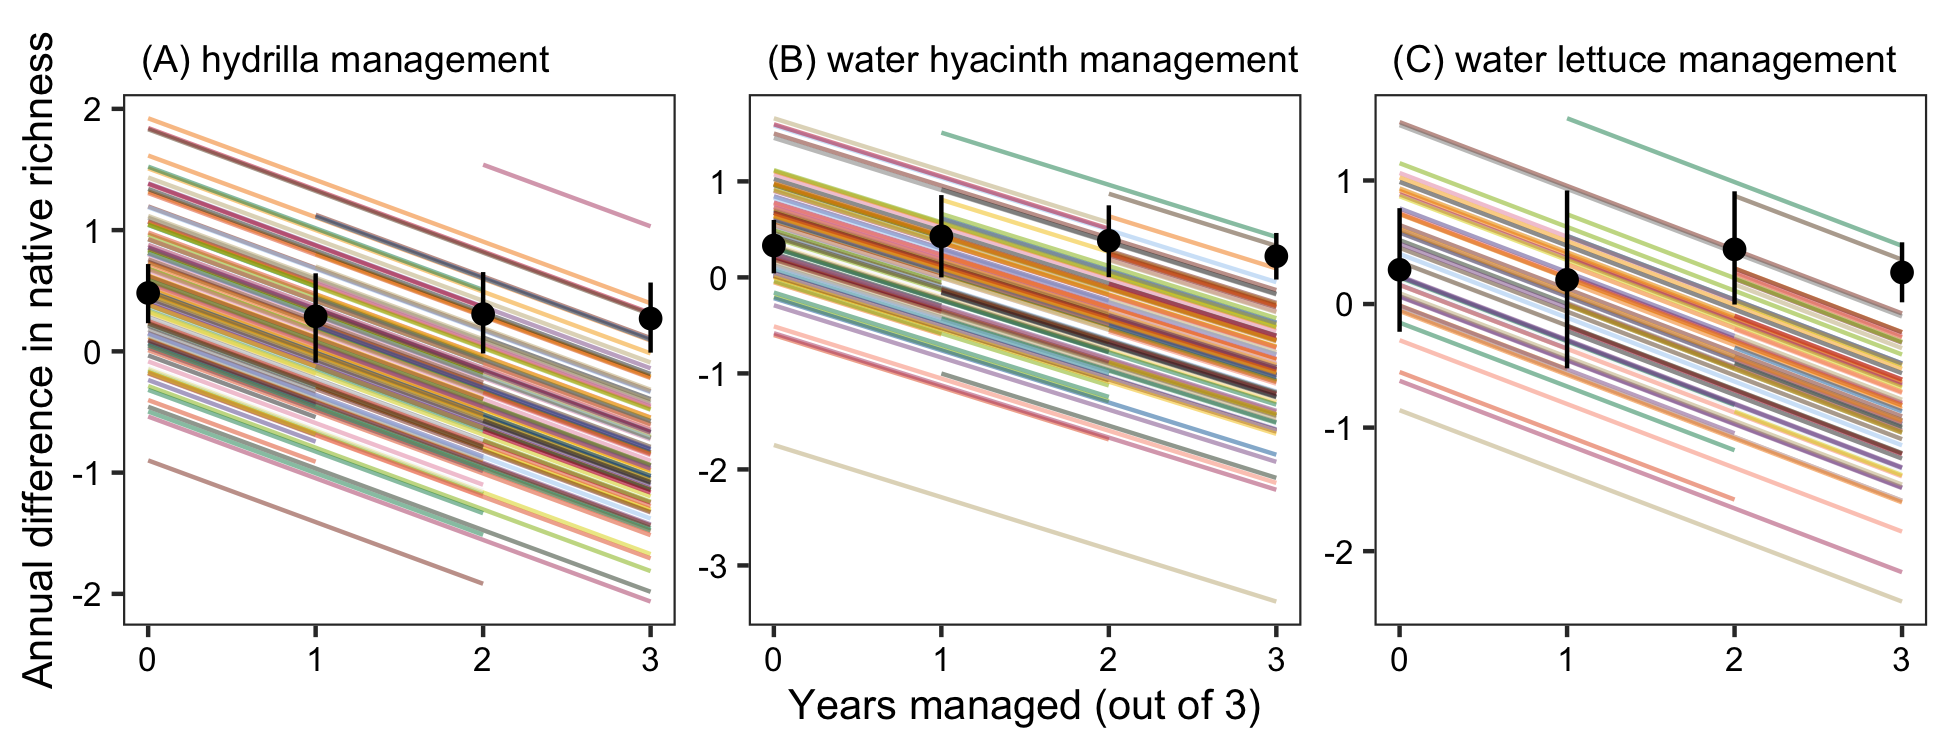 Annual difference in native richness
(A) hydrilla management
2
1
0
-1
-2
0 1 2 3
(B) water hyacinth management
1
0
-1
-2
-3
0 1 2 3
(C) water lettuce management
1
0
-1
-2
0 1 2 3
Years managed (out of 3)